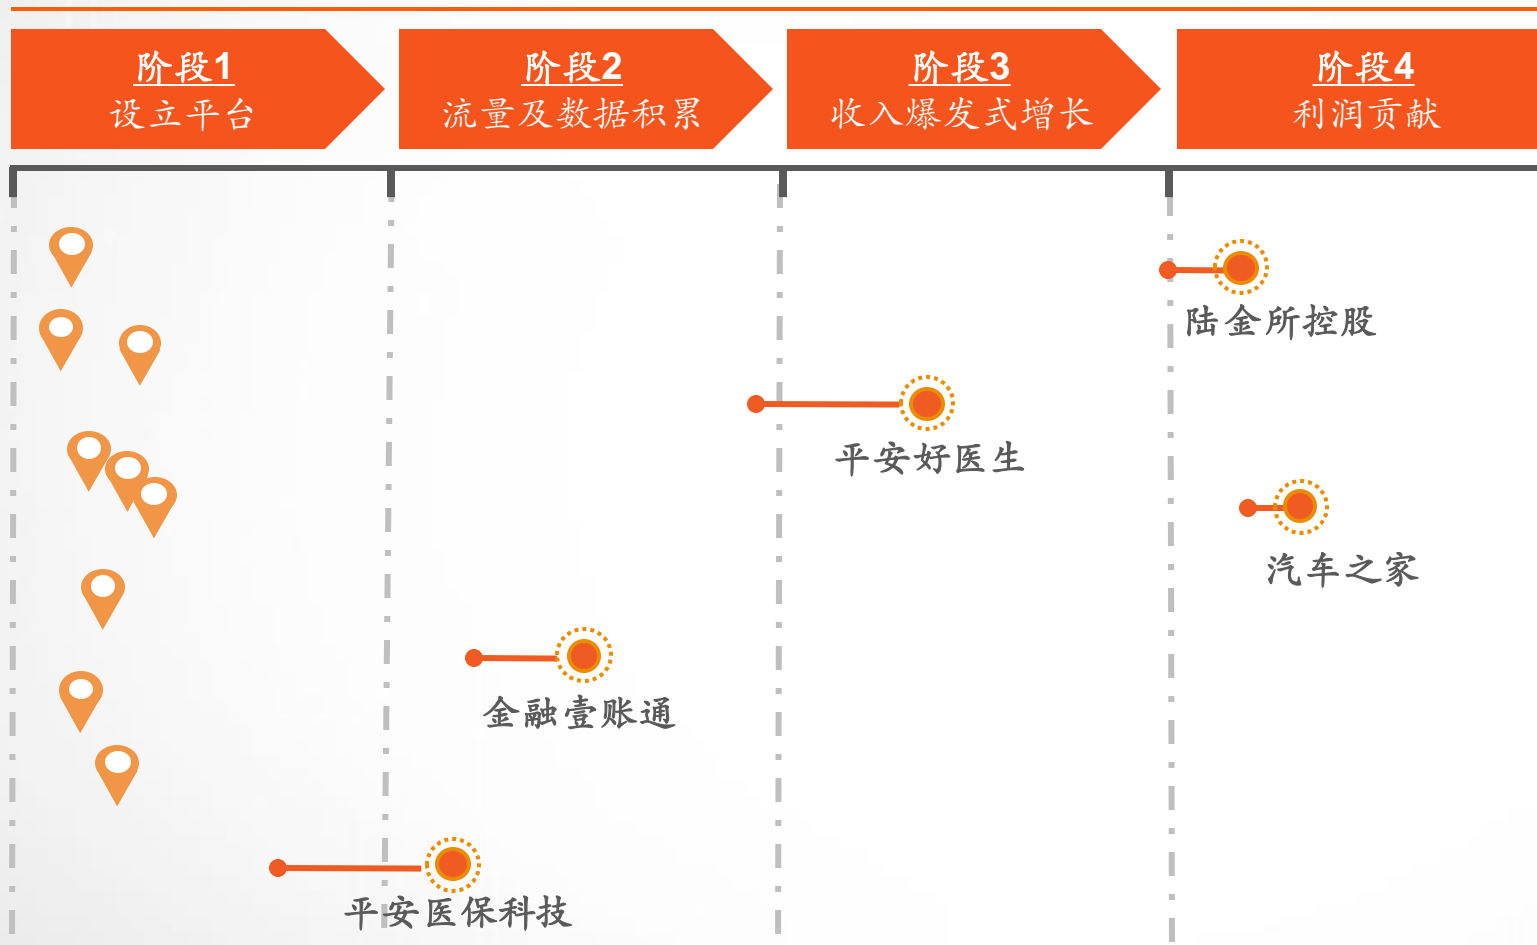 阶段1
设立平台
阶段2
流量及数据积累
阶段3
收入爆发式增长
阶段4
利润贡献
陆金所控股
平安好医生
汽车之家
金融壹账通
平安医保科技